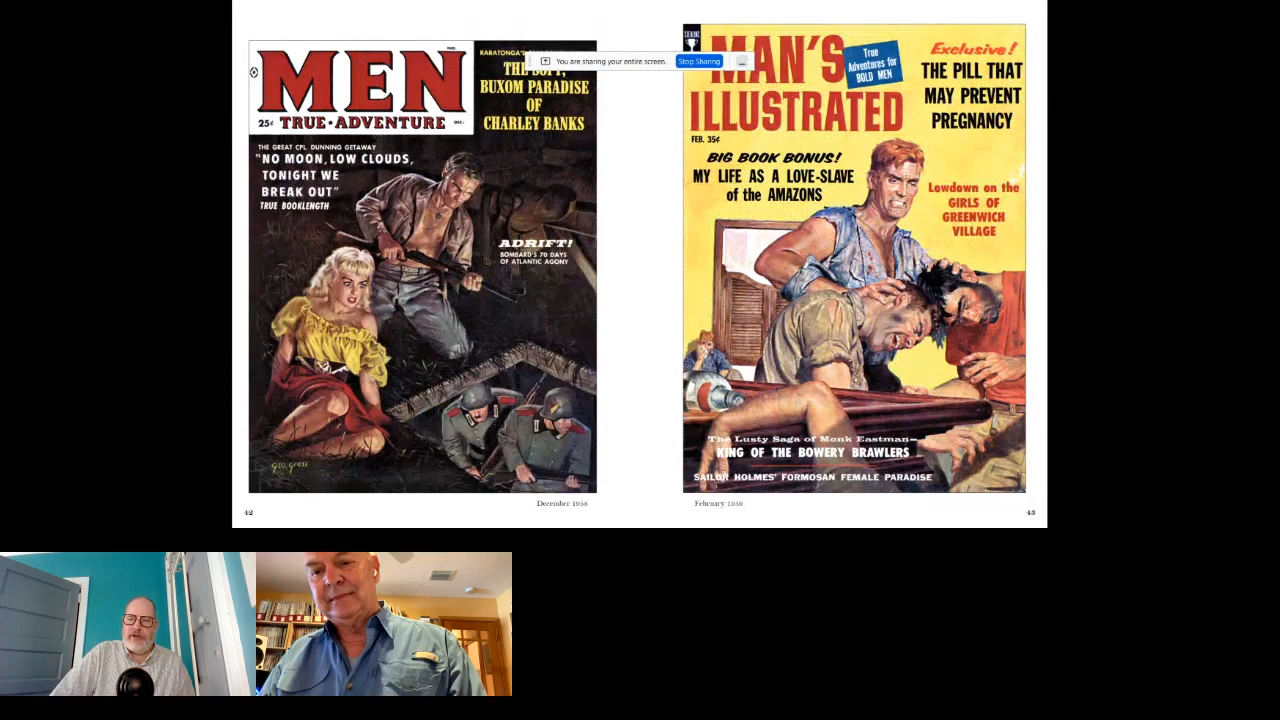 MEN
25¢ TRUE•ADVENTURE DEC.
THE GREAT CPL. DUNNING GETAWAY
"NO MOON, LOW CLOUDS,
TONIGHT WE
BREAK OUT"
TRUE BOOKLENGTH
RARATONGA'S
BUXOM PARADISE
OF
CHARLEY BANKS
ADRIFT!
BOMBARD'S 70 DAYS
OF ATLANTIC AGONY
geo. gross
December 1958
42
You are sharing your entire screen. Stop Sharing
MAN'S
ILLUSTRATED
True
Adventures for
BOLD MEN
FEB. 35¢
Exclusive!
THE PILL THAT
MAY PREVENT
PREGNANCY
BIG BOOK BONUS!
MY LIFE AS A LOVE-SLAVE
of the AMAZONS
Lowdown on the
GIRLS OF
GREENWICH
VILLAGE
The Lusty Saga of Monk Eastman—
KING OF THE BOWERY BRAWLERS
SAILOR HOLMES' FORMOSAN FEMALE PARADISE
February 1959
43